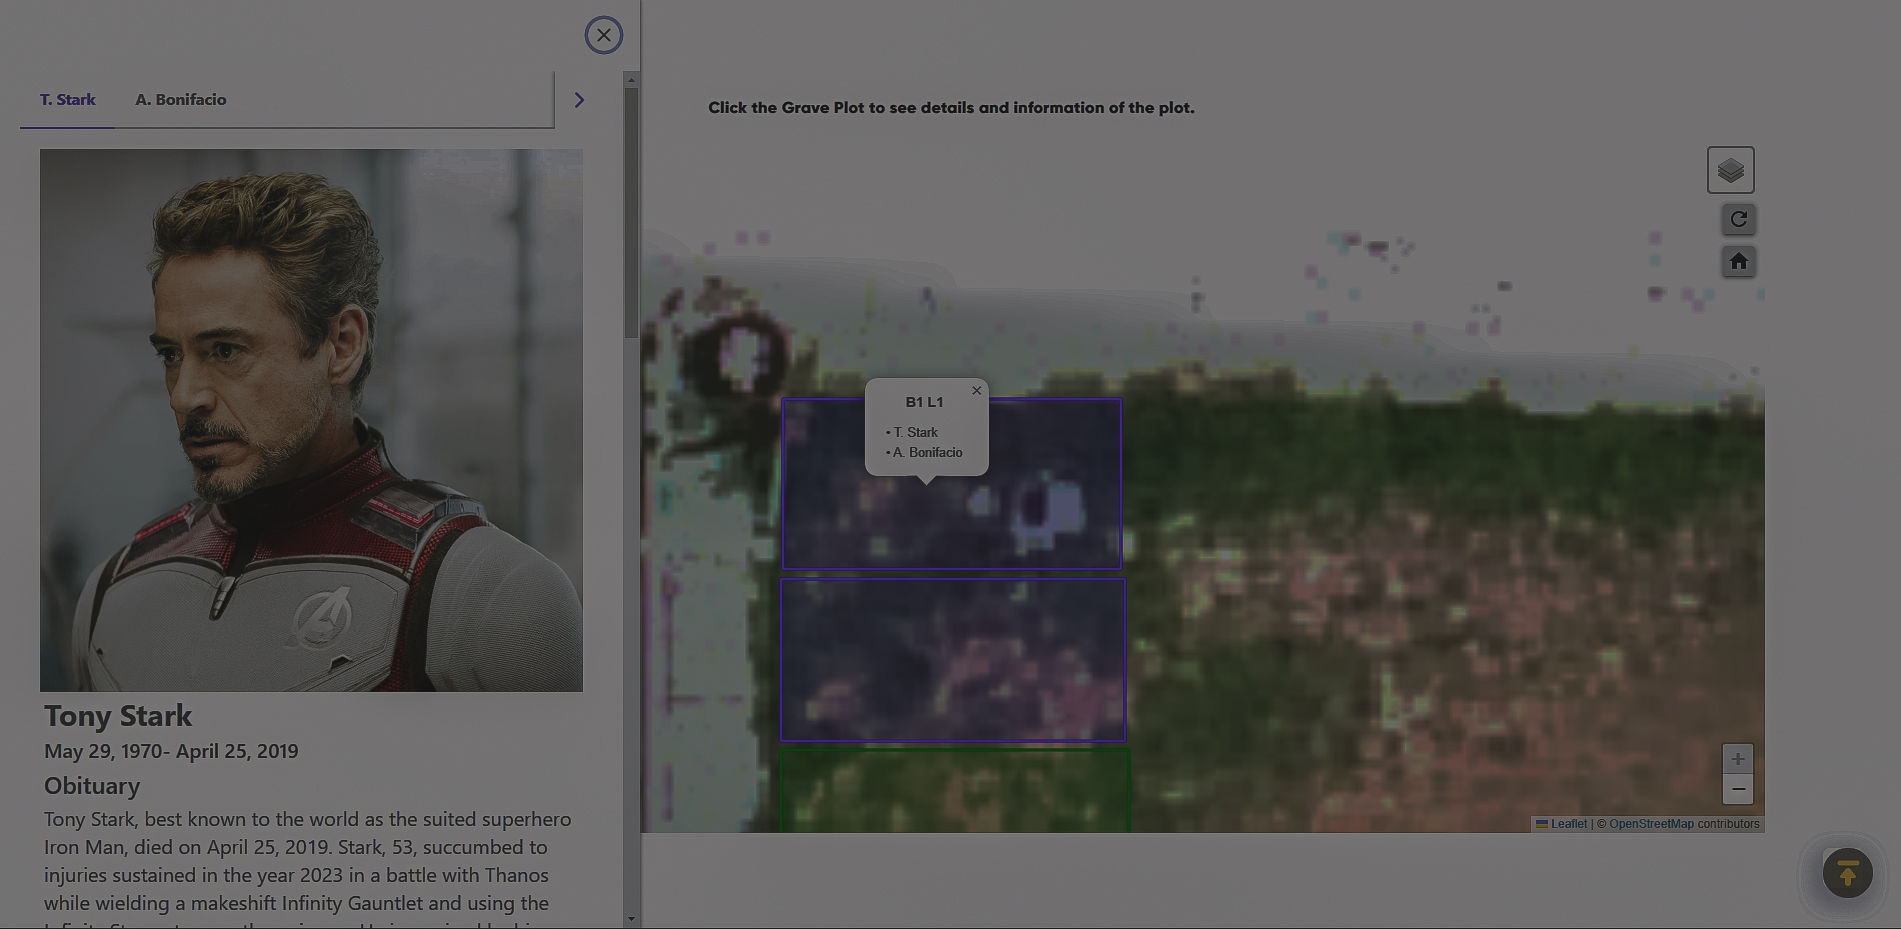 T. Stark
A. Bonifacio
Click the Grave Plot to see details and information of the plot.
B1 L1
• T. Stark
• A. Bonifacio
Tony Stark
May 29, 1970- April 25, 2019
Obituary
Tony Stark, best known to the world as the suited superhero
Iron Man, died on April 25, 2019. Stark, 53, succumbed to
injuries sustained in the year 2023 in a battle with Thanos
while wielding a makeshift Infinity Gauntlet and using the
+
−
Leaflet | © OpenStreetMap contributors